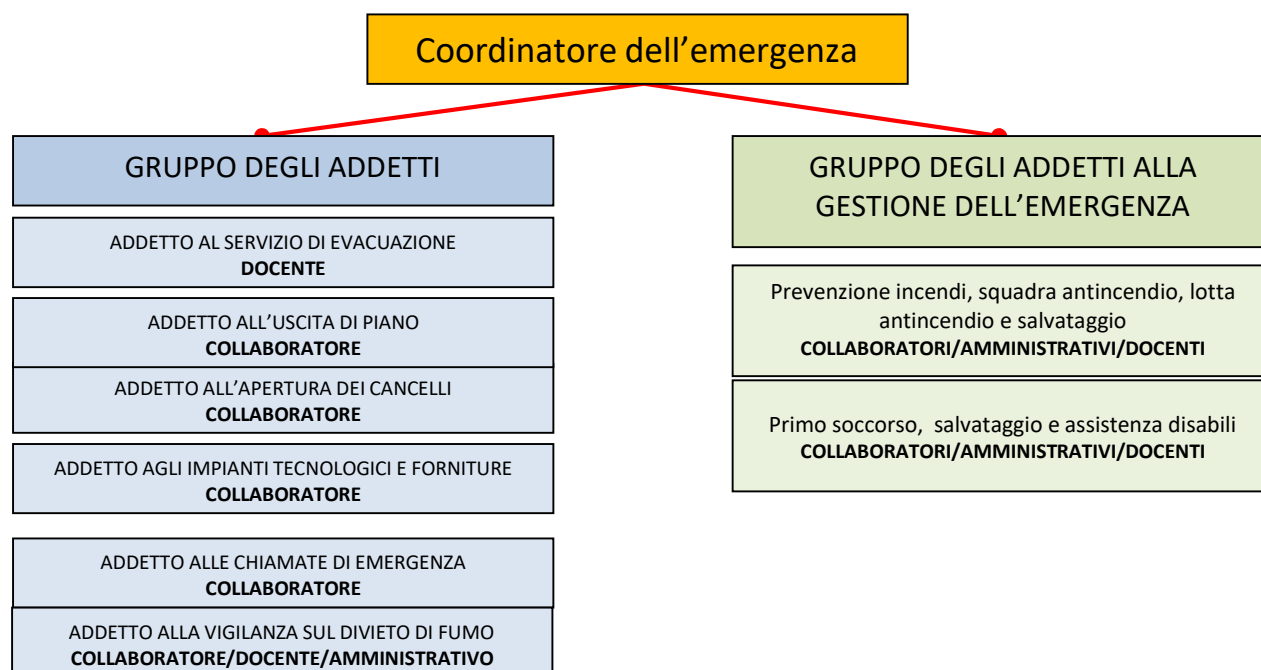 Coordinatore dell’emergenza
GRUPPO DEGLI ADDETTI
ADDETTO AL SERVIZIO DI EVACUAZIONE
DOCENTE
ADDETTO ALL’USCITA DI PIANO
COLLABORATORE
ADDETTO ALL’APERTURA DEI CANCELLI
COLLABORATORE
ADDETTO AGLI IMPIANTI TECNOLOGICI E FORNITURE
COLLABORATORE
ADDETTO ALLE CHIAMATE DI EMERGENZA
COLLABORATORE
ADDETTO ALLA VIGILANZA SUL DIVIETO DI FUMO
COLLABORATORE/DOCENTE/AMMINISTRATIVO
GRUPPO DEGLI ADDETTI ALLA
GESTIONE DELL’EMERGENZA
Prevenzione incendi, squadra antincendio, lotta
antincendio e salvataggio
COLLABORATORI/AMMINISTRATIVI/DOCENTI
Primo soccorso, salvataggio e assistenza disabili
COLLABORATORI/AMMINISTRATIVI/DOCENTI